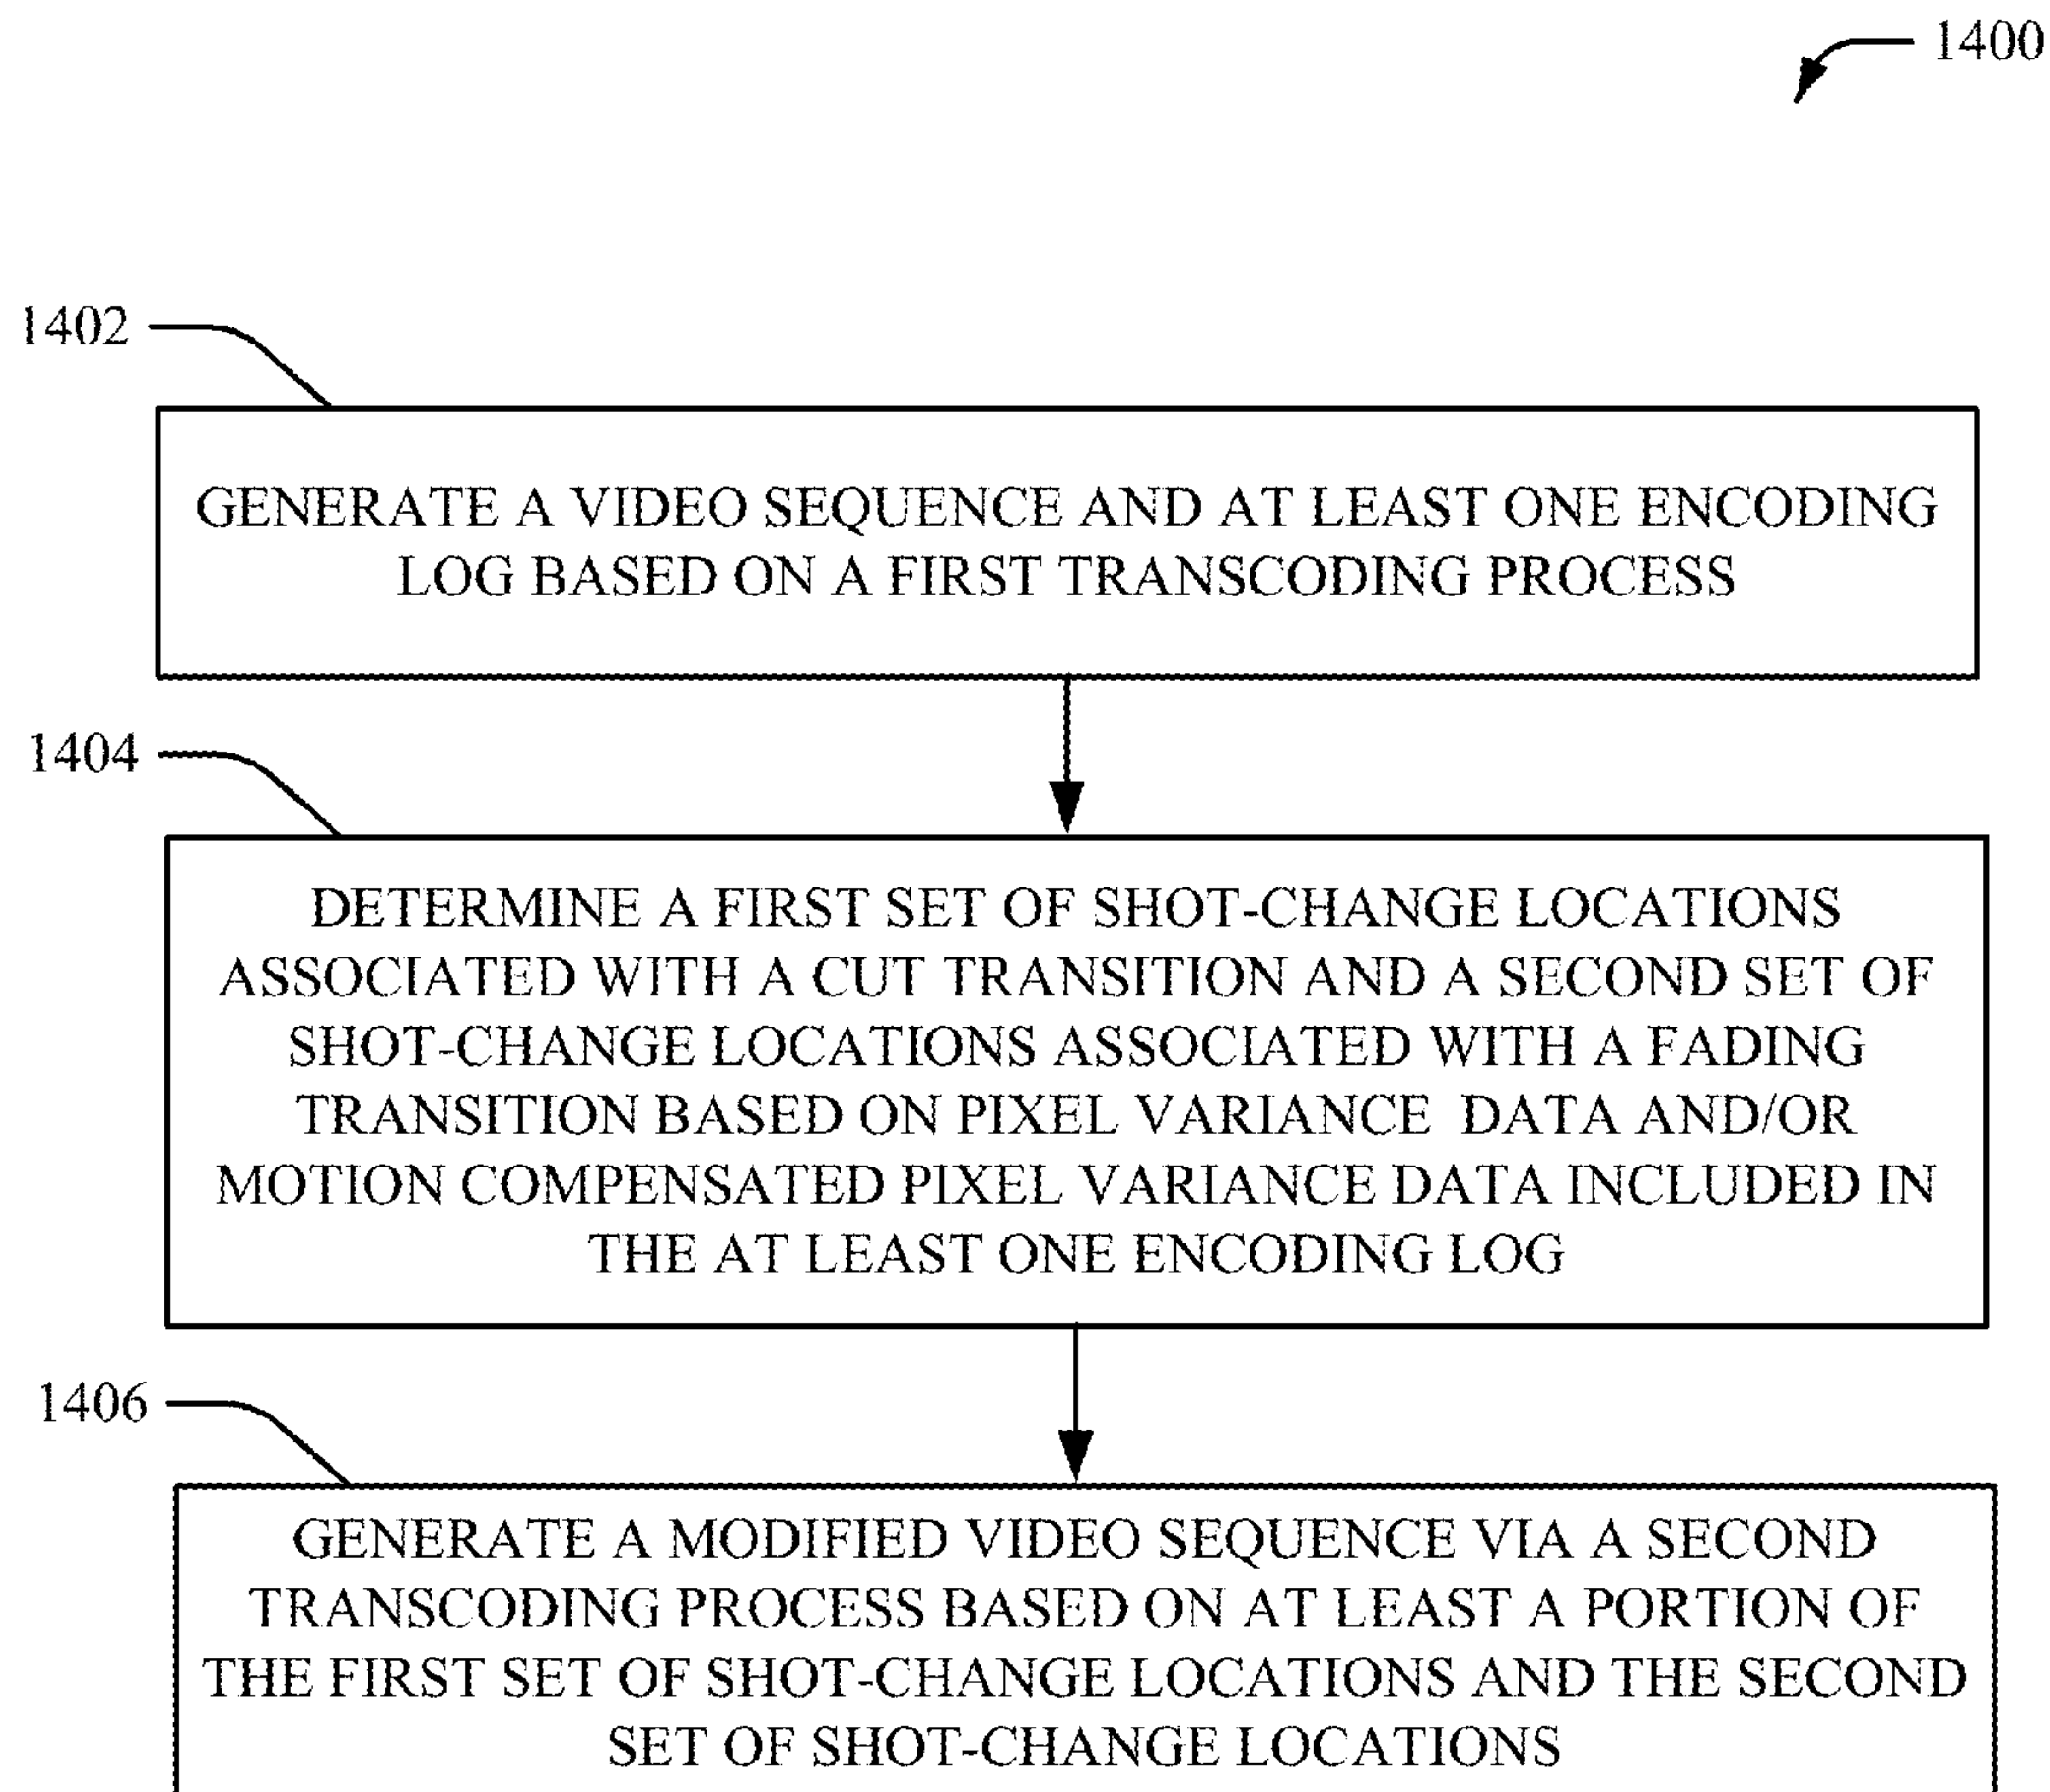 1400
1402
GENERATE A VIDEO SEQUENCE AND AT LEAST ONE ENCODING
LOG BASED ON A FIRST TRANSCODING PROCESS
1404
DETERMINE A FIRST SET OF SHOT-CHANGE LOCATIONS
ASSOCIATED WITH A CUT TRANSITION AND A SECOND SET OF
SHOT-CHANGE LOCATIONS ASSOCIATED WITH A FADING
TRANSITION BASED ON PIXEL VARIANCE DATA AND/OR
MOTION COMPENSATED PIXEL VARIANCE DATA INCLUDED IN
THE AT LEAST ONE ENCODING LOG
1406
GENERATE A MODIFIED VIDEO SEQUENCE VIA A SECOND
TRANSCODING PROCESS BASED ON AT LEAST A PORTION OF
THE FIRST SET OF SHOT-CHANGE LOCATIONS AND THE SECOND
SET OF SHOT-CHANGE LOCATIONS